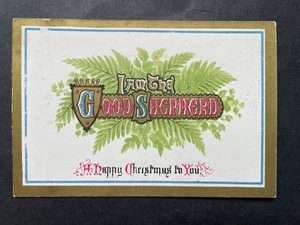 I am the
Good Shepherd
A Happy Christmas to You.